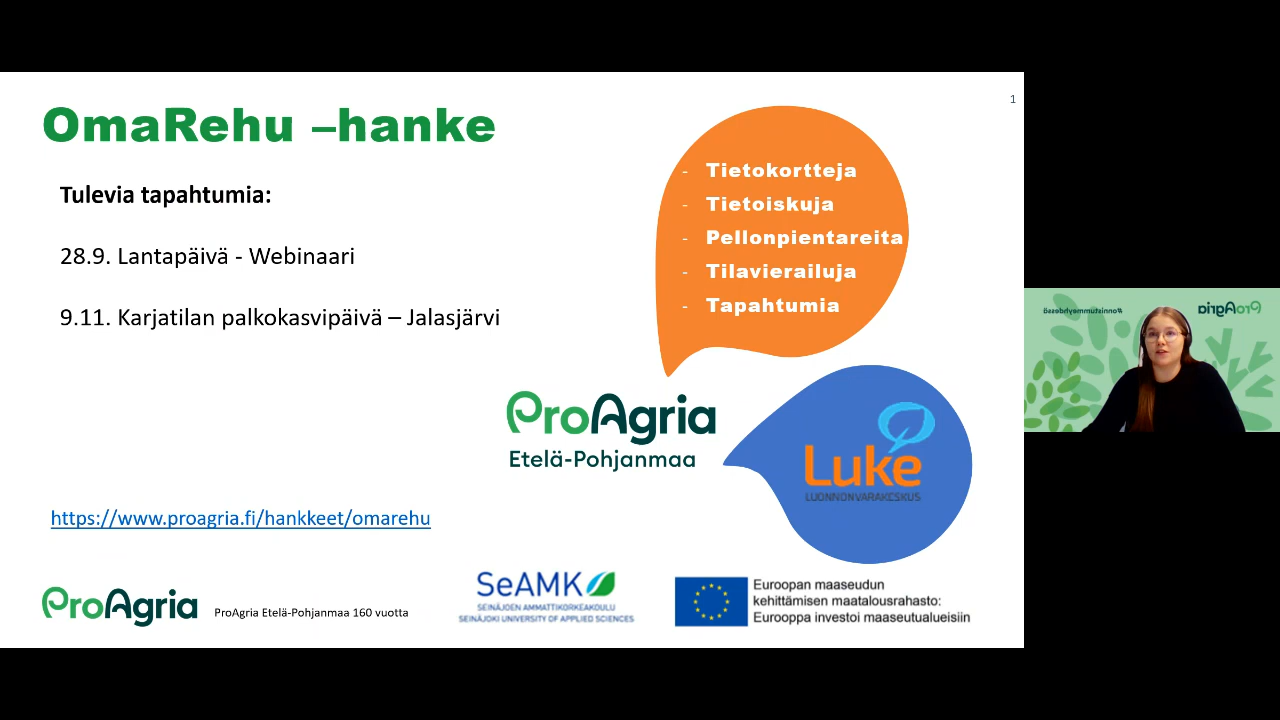 OmaRehu –hanke
1
Tulevia tapahtumia:
28.9. Lantapäivä - Webinaari
9.11. Karjatilan palkokasvipäivä – Jalasjärvi
- Tietokortteja
- Tietoiskuja
- Pellonpientareita
- Tilavierailuja
- Tapahtumia
ProAgria
Etelä-Pohjanmaa
Luke
LUONNONVARAKESKUS
https://www.proagria.fi/hankkeet/omarehu
ProAgria
ProAgria Etelä-Pohjanmaa 160 vuotta
SeAMK
SEINÄJOEN AMMATTIKORKEAKOULU
SEINÄJOKI UNIVERSITY OF APPLIED SCIENCES
Euroopan maaseudun
kehittämisen maatalousrahasto:
Eurooppa investoi maaseutualueisiin
#onnistummeyhdessä
ProAgria